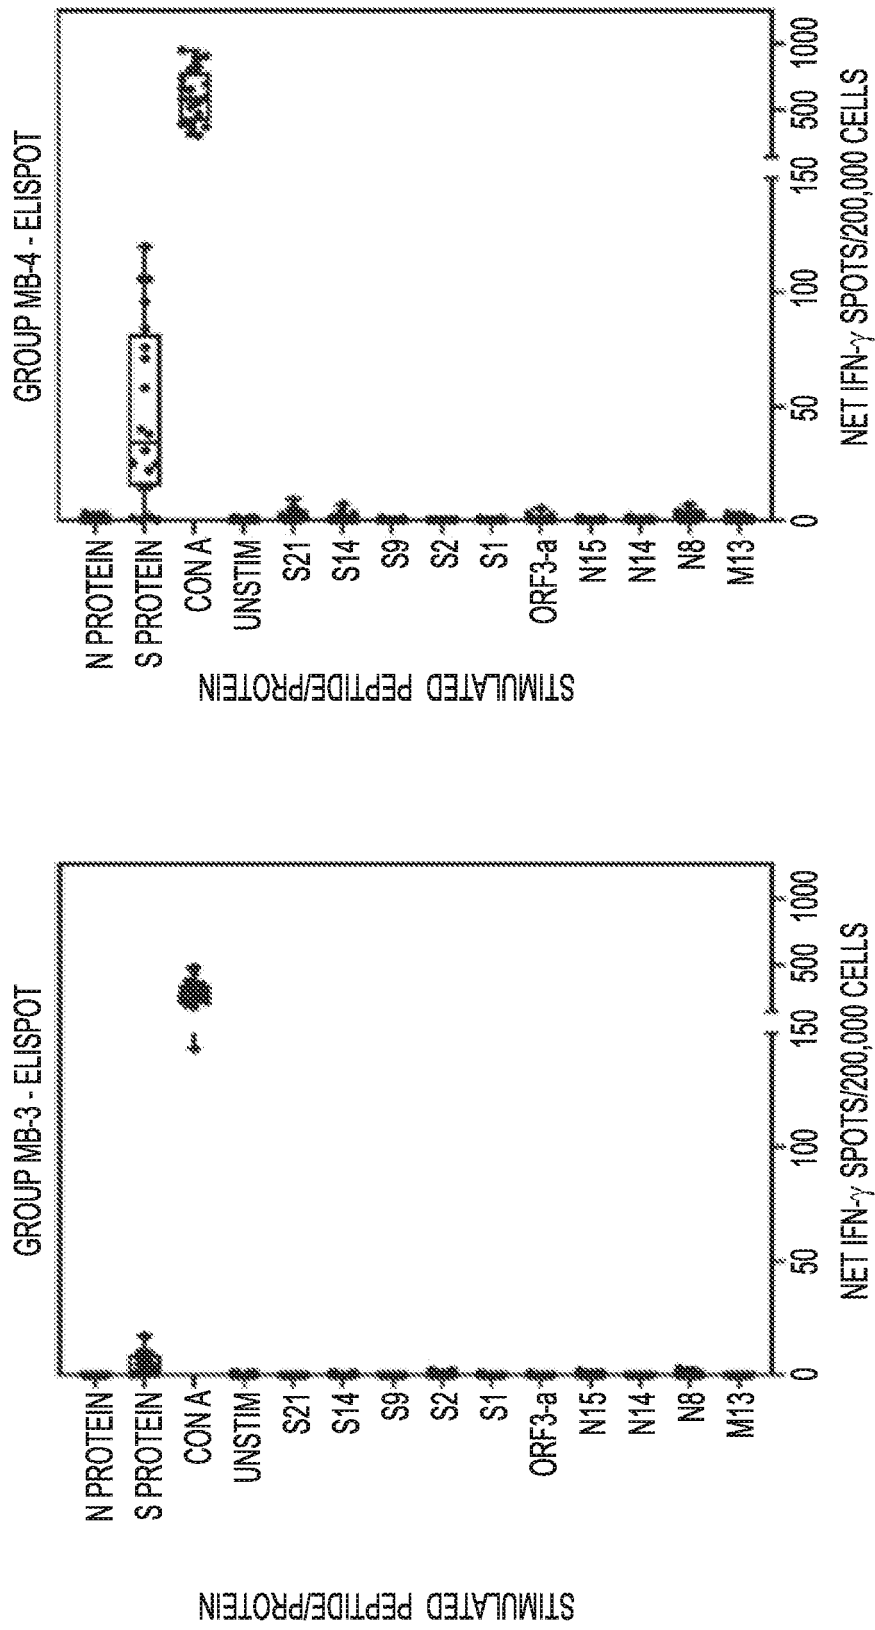 GROUP MB-3 - ELISPOT
STIMULATED PEPTIDE/PROTEIN
N PROTEIN
S PROTEIN
CON A
UNSTIM
S21
S14
S9
S2
S1
ORF3-a
N15
N14
N8
M13
0
50
100
150
500
1000
NET IFN-γ SPOTS/200,000 CELLS
GROUP MB-4 - ELISPOT
STIMULATED PEPTIDE/PROTEIN
N PROTEIN
S PROTEIN
CON A
UNSTIM
S21
S14
S9
S2
S1
ORF3-a
N15
N14
N8
M13
0
50
100
150
500
1000
NET IFN-γ SPOTS/200,000 CELLS